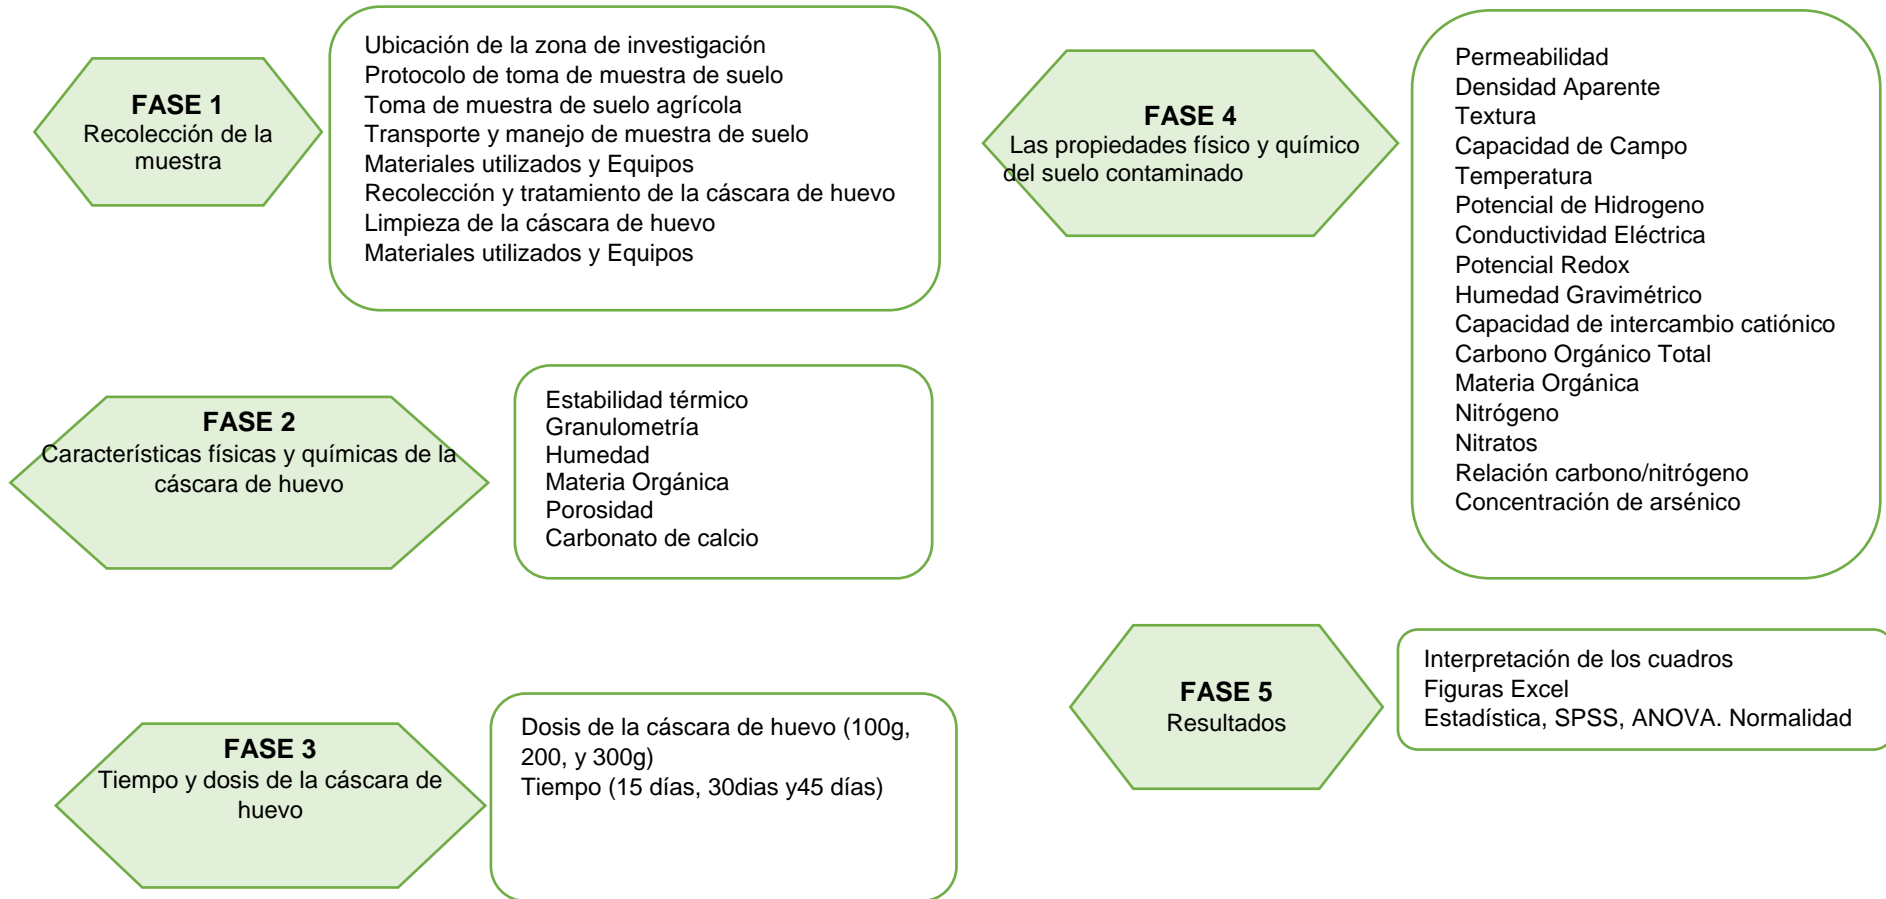 FASE 1
Recolección de la
muestra
Ubicación de la zona de investigación
Protocolo de toma de muestra de suelo
Toma de muestra de suelo agrícola
Transporte y manejo de muestra de suelo
Materiales utilizados y Equipos
Recolección y tratamiento de la cáscara de huevo
Limpieza de la cáscara de huevo
Materiales utilizados y Equipos
FASE 2
Características físicas y químicas de la
cáscara de huevo
Estabilidad térmico
Granulometría
Humedad
Materia Orgánica
Porosidad
Carbonato de calcio
FASE 3
Tiempo y dosis de la cáscara de
huevo
Dosis de la cáscara de huevo (100g,
200, y 300g)
Tiempo (15 días, 30dias y45 días)
FASE 4
Las propiedades físico y químico
del suelo contaminado
Permeabilidad
Densidad Aparente
Textura
Capacidad de Campo
Temperatura
Potencial de Hidrogeno
Conductividad Eléctrica
Potencial Redox
Humedad Gravimétrico
Capacidad de intercambio catiónico
Carbono Orgánico Total
Materia Orgánica
Nitrógeno
Nitratos
Relación carbono/nitrógeno
Concentración de arsénico
FASE 5
Resultados
Interpretación de los cuadros
Figuras Excel
Estadística, SPSS, ANOVA. Normalidad